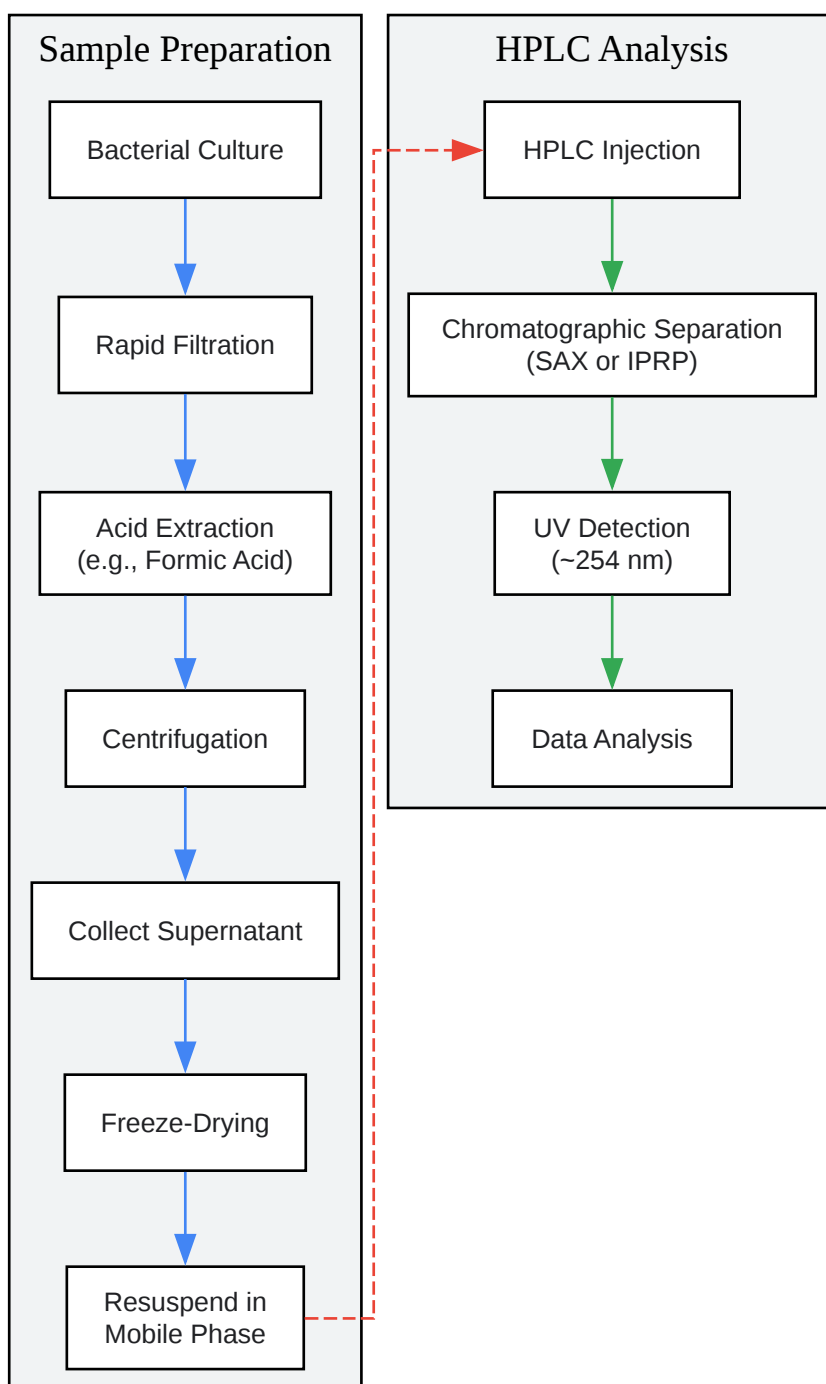 Sample Preparation
Bacterial Culture
Rapid Filtration
Acid Extraction
(e.g., Formic Acid)
Centrifugation
Collect Supernatant
Freeze-Drying
Resuspend in
Mobile Phase
HPLC Analysis
HPLC Injection
Chromatographic Separation
(SAX or IPRP)
UV Detection
(~254 nm)
Data Analysis